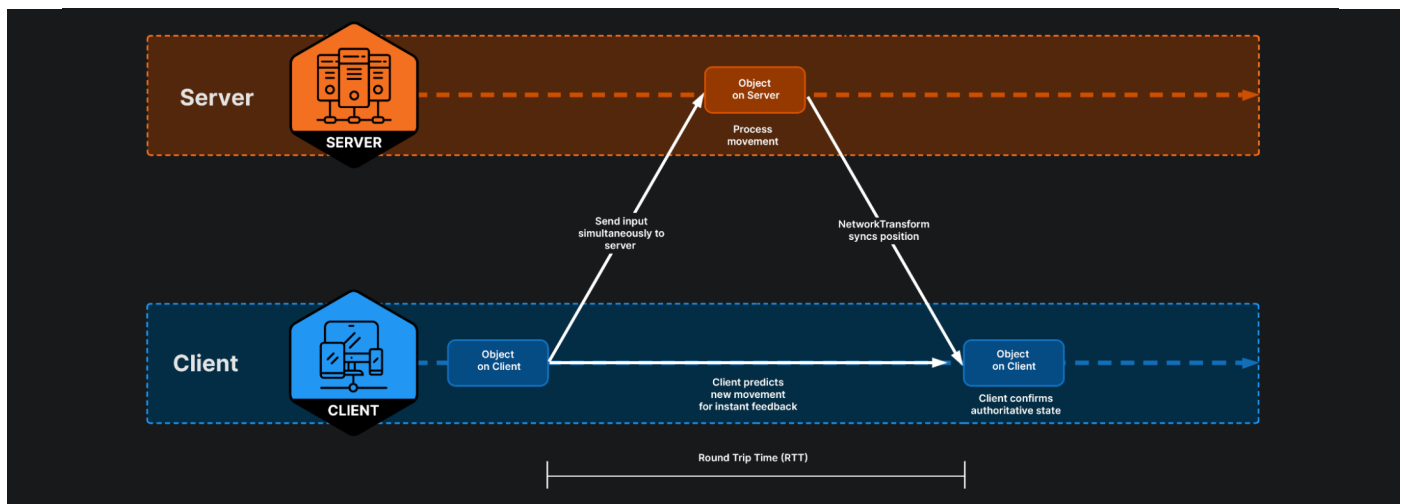 Server
SERVER
Object
on Server
Process
movement
Send input
simultaneously to
server
NetworkTransform
syncs position
Client
CLIENT
Object
on Client
Client predicts
new movement
for instant feedback
Object
on Client
Client confirms
authoritative state
Round Trip Time (RTT)